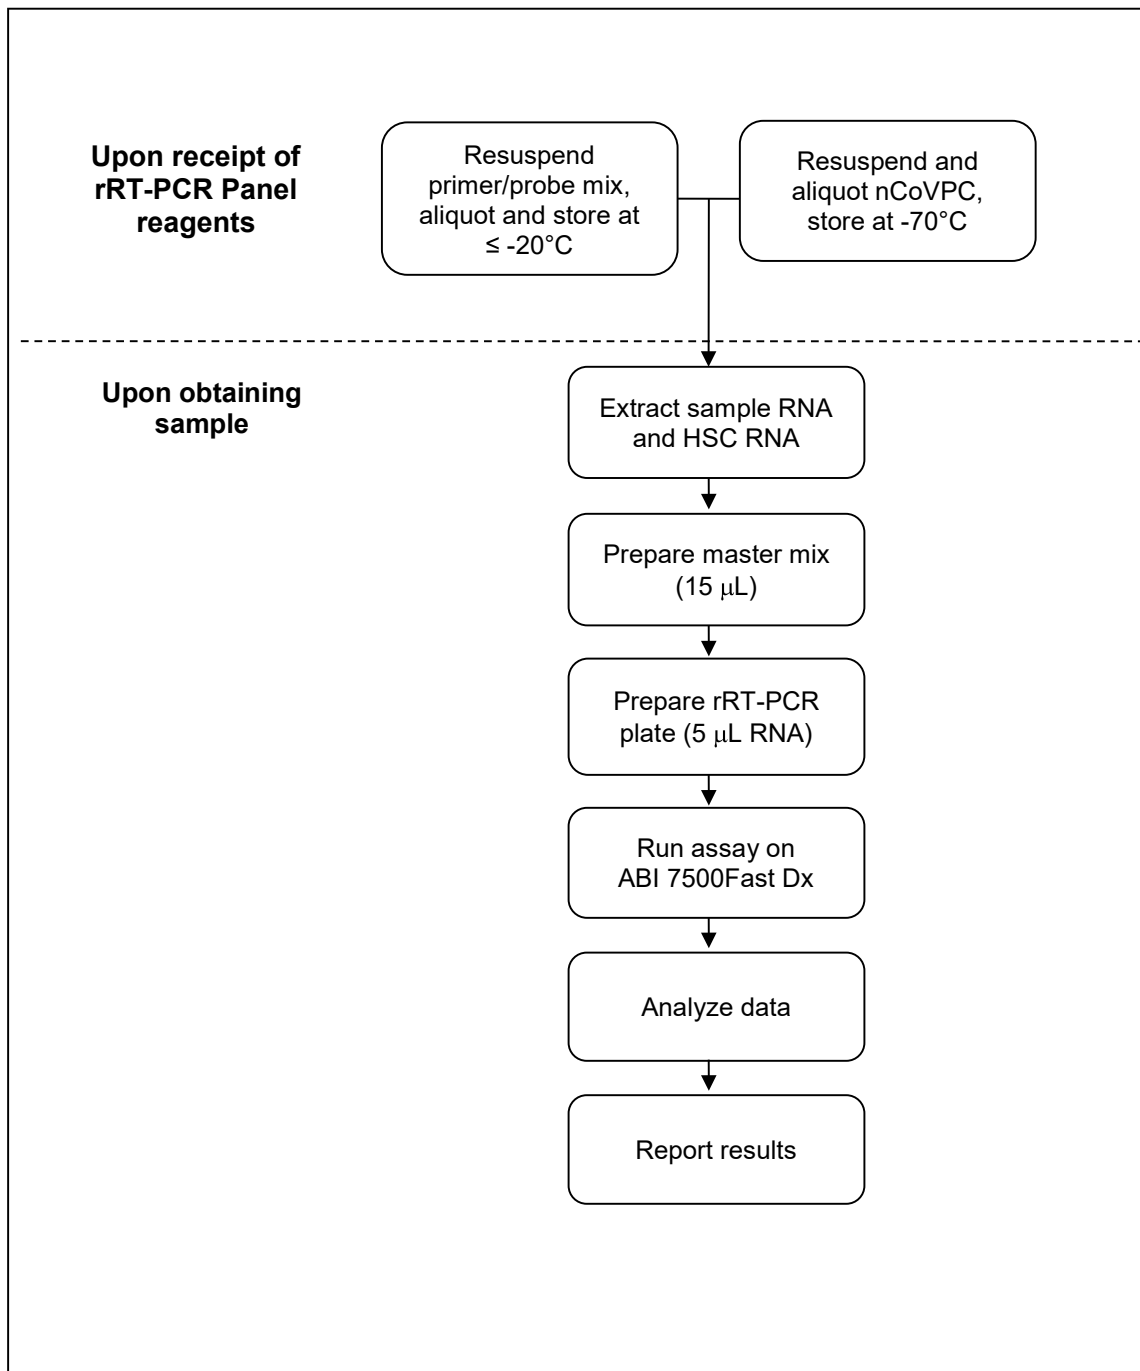 Upon receipt of
rRT-PCR Panel
reagents
Resuspend
primer/probe mix,
aliquot and store at
≤ -20°C
Resuspend and
aliquot nCoVPC,
store at -70°C
Upon obtaining
sample
Extract sample RNA
and HSC RNA
Prepare master mix
(15 μL)
Prepare rRT-PCR
plate (5 μL RNA)
Run assay on
ABI 7500Fast Dx
Analyze data
Report results